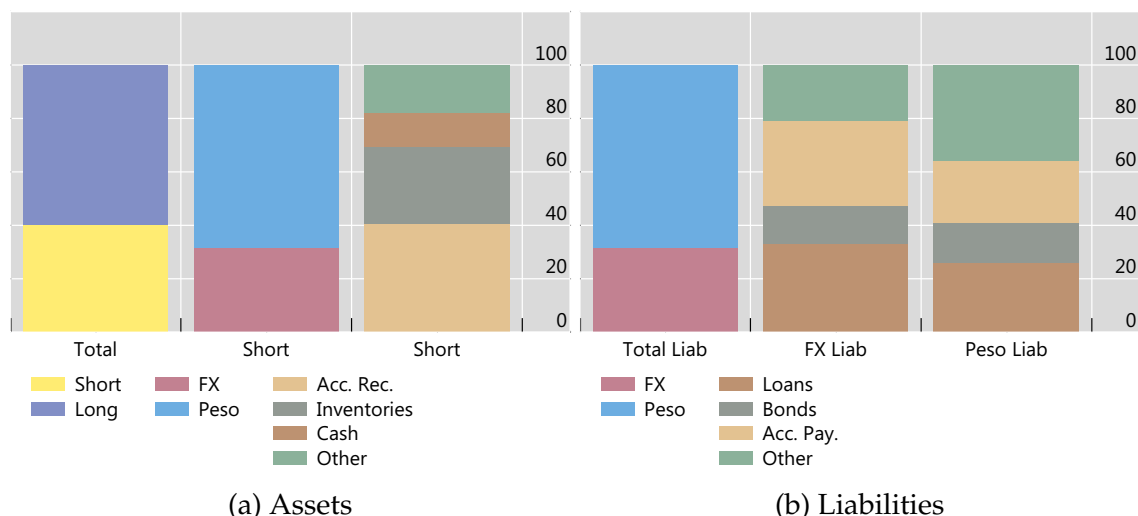 100
80
60
40
20
0
Total Short Short
Short FX Acc. Rec.
Long Peso Inventories
Cash
Other
(a) Assets
100
80
60
40
20
0
Total Liab FX Liab Peso Liab
FX Loans
Peso Bonds
Acc. Pay.
Other
(b) Liabilities